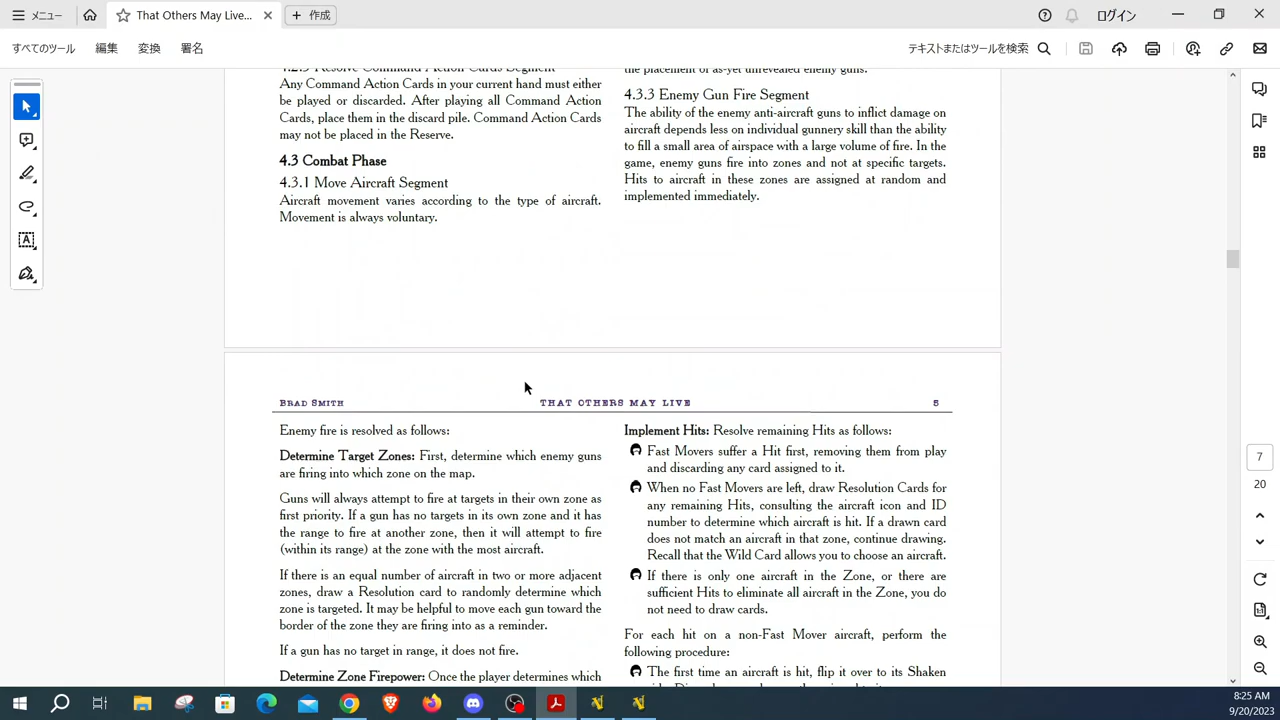 メニュー
That Others May Live...
作成
ログイン
すべてのツール
編集
変換
署名
テキストまたはツールを検索
4.2.5 Resolve Command Action Cards Segment
Any Command Action Cards in your current hand must either
be played or discarded. After playing all Command Action
Cards, place them in the discard pile. Command Action Cards
may not be placed in the Reserve.
4.3 Combat Phase
4.3.1 Move Aircraft Segment
Aircraft movement varies according to the type of aircraft.
Movement is always voluntary.
the placement of as-yet unrevealed enemy guns.
4.3.3 Enemy Gun Fire Segment
The ability of the enemy anti-aircraft guns to inflict damage on
aircraft depends less on individual gunnery skill than the ability
to fill a small area of airspace with a large volume of fire. In the
game, enemy guns fire into zones and not at specific targets.
Hits to aircraft in these zones are assigned at random and
implemented immediately.
BRAD SMITH
THAT OTHERS MAY LIVE
5
Enemy fire is resolved as follows:
Determine Target Zones: First, determine which enemy guns
are firing into which zone on the map.
Guns will always attempt to fire at targets in their own zone as
first priority. If a gun has no targets in its own zone and it has
the range to fire at another zone, then it will attempt to fire
(within its range) at the zone with the most aircraft.
If there is an equal number of aircraft in two or more adjacent
zones, draw a Resolution card to randomly determine which
zone is targeted. It may be helpful to move each gun toward the
border of the zone they are firing into as a reminder.
If a gun has no target in range, it does not fire.
Determine Zone Firepower: Once the player determines which
Implement Hits: Resolve remaining Hits as follows:
Fast Movers suffer a Hit first, removing them from play
and discarding any card assigned to it.
When no Fast Movers are left, draw Resolution Cards for
any remaining Hits, consulting the aircraft icon and ID
number to determine which aircraft is hit. If a drawn card
does not match an aircraft in that zone, continue drawing.
Recall that the Wild Card allows you to choose an aircraft.
If there is only one aircraft in the Zone, or there are
sufficient Hits to eliminate all aircraft in the Zone, you do
not need to draw cards.
For each hit on a non-Fast Mover aircraft, perform the
following procedure:
The first time an aircraft is hit, flip it over to its Shaken
7
20
8:25 AM
9/20/2023